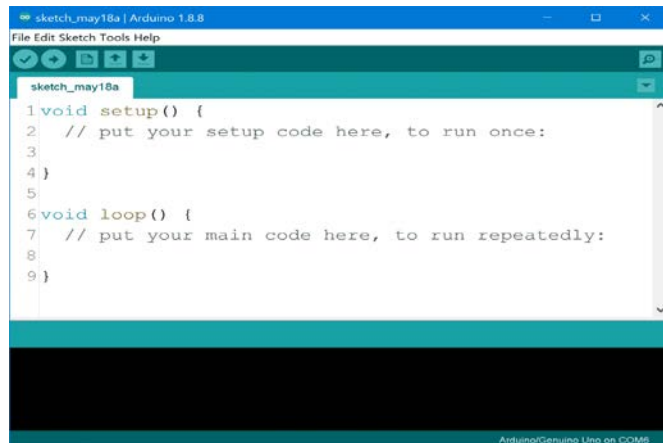 sketch_may18a | Arduino 1.8.8
File Edit Sketch Tools Help
sketch_may18a
1 void setup() {
2   // put your setup code here, to run once:
3
4 }
5
6 void loop() {
7   // put your main code here, to run repeatedly:
8
9 }
Arduino/Genuino Uno on COM6